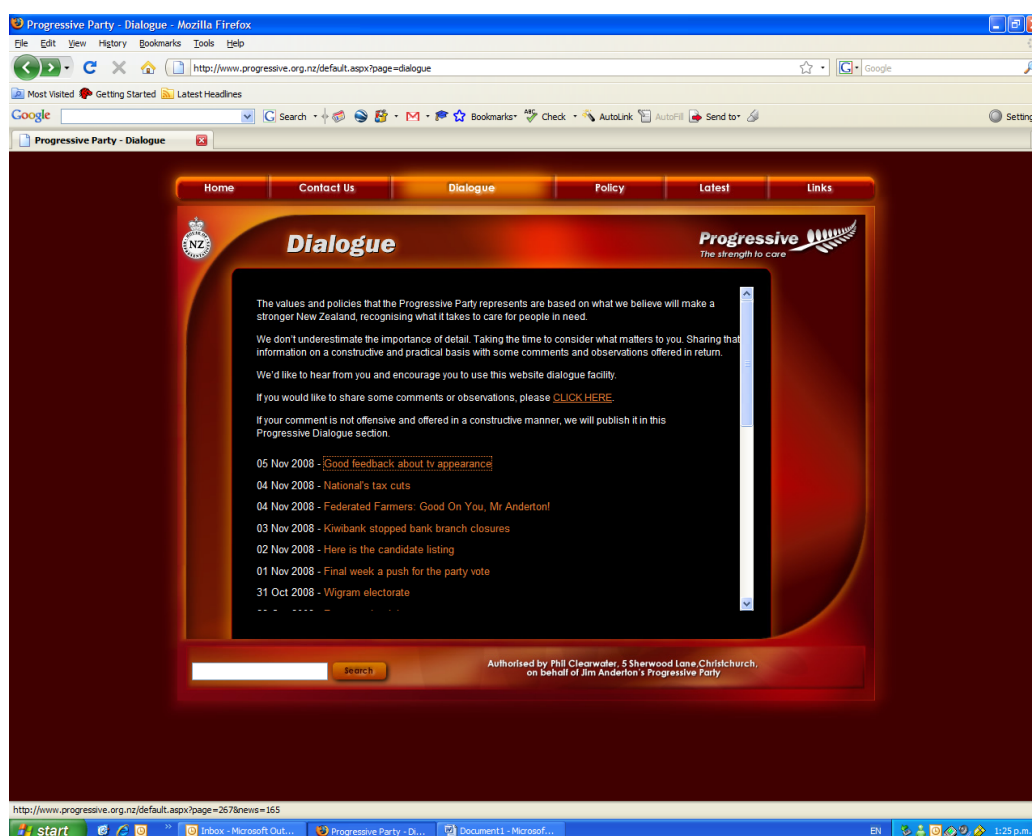 Progressive Party - Dialogue - Mozilla Firefox
File Edit View History Bookmarks Tools Help
http://www.progressive.org.nz/default.aspx?page=dialogue
Google
Most Visited Getting Started Latest Headlines
Google Search Bookmarks ABC Check AutoLink AutoFill Send to Setting
Progressive Party - Dialogue
Home Contact Us Dialogue Policy Latest Links
NZ
Dialogue
Progressive
The strength to care
The values and policies that the Progressive Party represents are based on what we believe will make a
stronger New Zealand, recognising what it takes to care for people in need.
We don't underestimate the importance of detail. Taking the time to consider what matters to you. Sharing that
information on a constructive and practical basis with some comments and observations offered in return.
We'd like to hear from you and encourage you to use this website dialogue facility.
If you would like to share some comments or observations, please CLICK HERE.
If your comment is not offensive and offered in a constructive manner, we will publish it in this
Progressive Dialogue section.
05 Nov 2008 - Good feedback about tv appearance
04 Nov 2008 - National's tax cuts
04 Nov 2008 - Federated Farmers: Good On You, Mr Anderton!
03 Nov 2008 - Kiwibank stopped bank branch closures
02 Nov 2008 - Here is the candidate listing
01 Nov 2008 - Final week a push for the party vote
31 Oct 2008 - Wigram electorate
Search
Authorised by Phil Clearwater, 5 Sherwood Lane,Christchurch,
on behalf of Jim Anderton's Progressive Party
http://www.progressive.org.nz/default.aspx?page=267&news=165
start Inbox - Microsoft Out... Progressive Party - Di... Document1 - Microsof... EN 1:25 p.m.